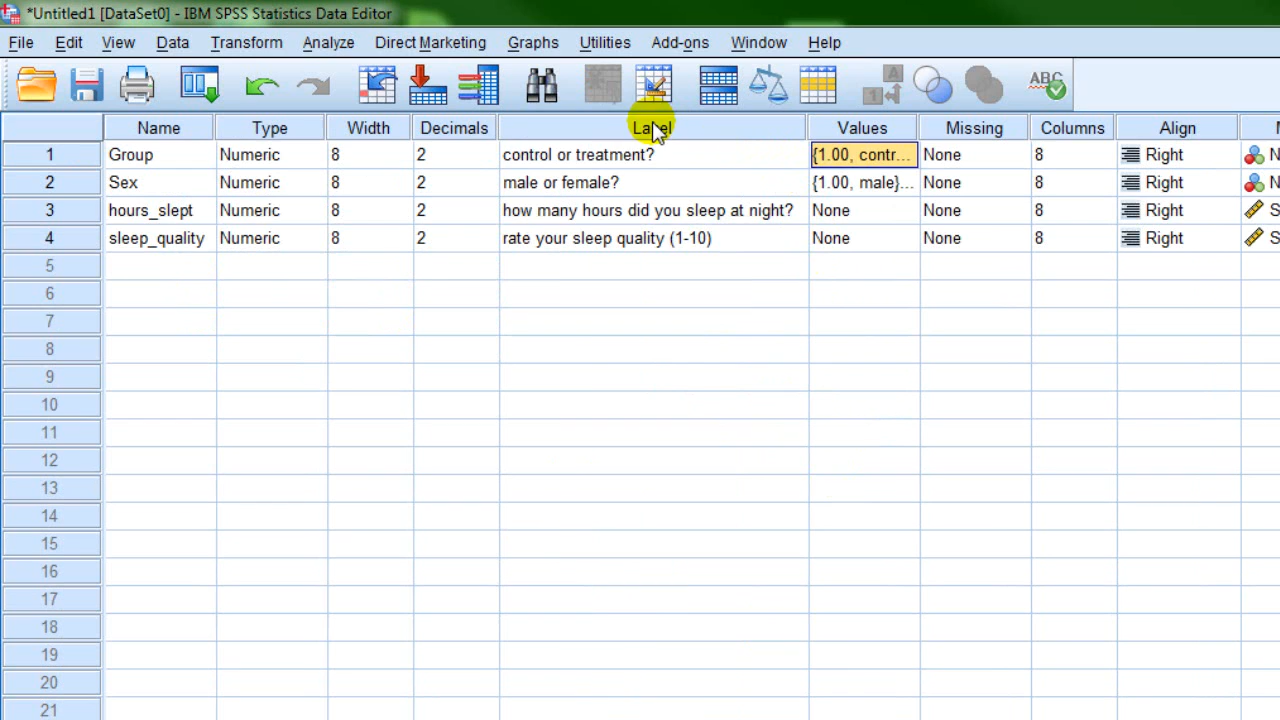 *Untitled1 [DataSet0] - IBM SPSS Statistics Data Editor
File Edit View Data Transform Analyze Direct Marketing Graphs Utilities Add-ons Window Help
A 1 A ABC
Name Type Width Decimals Label Values Missing Columns Align
1 Group Numeric 8 2 control or treatment? {1.00, contr... None 8 Right N
2 Sex Numeric 8 2 male or female? {1.00, male}... None 8 Right N
3 hours_slept Numeric 8 2 how many hours did you sleep at night? None None 8 Right S
4 sleep_quality Numeric 8 2 rate your sleep quality (1-10) None None 8 Right S
5
6
7
8
9
10
11
12
13
14
15
16
17
18
19
20
21